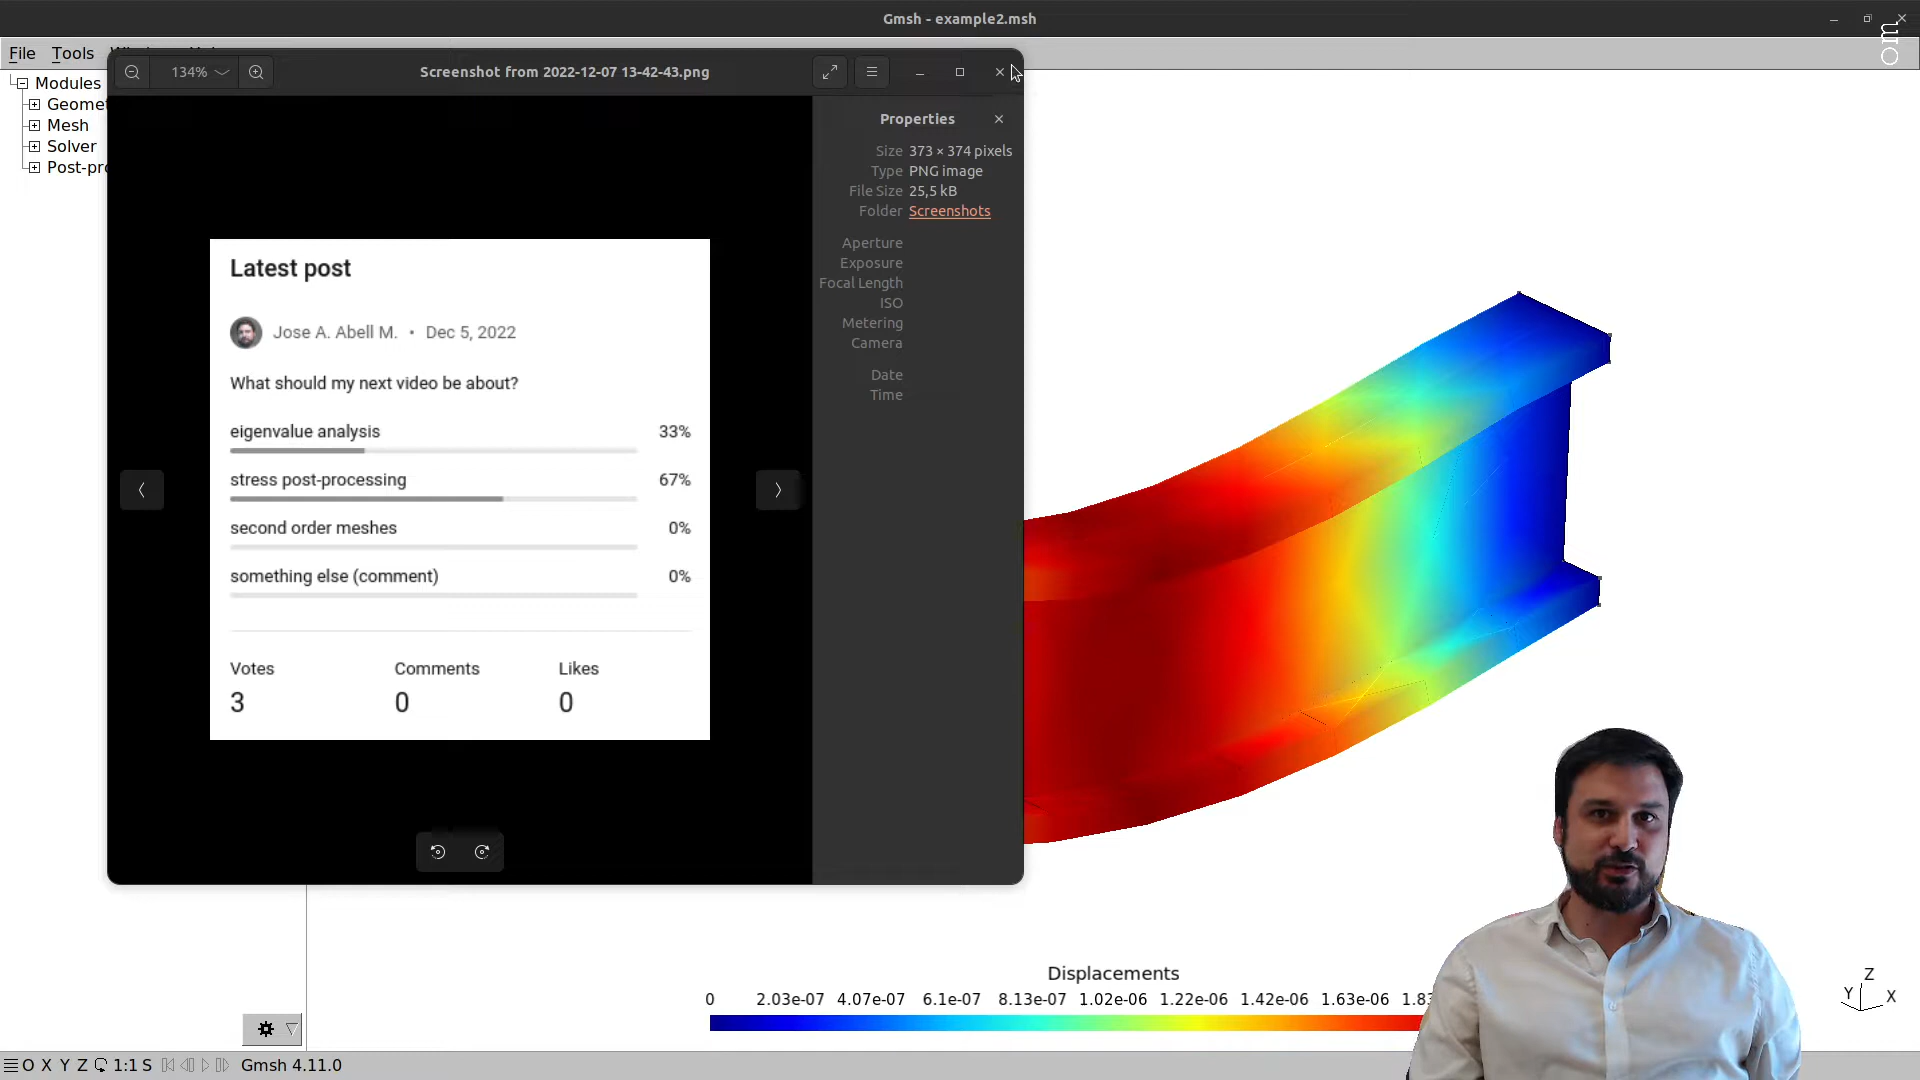 Gmsh - example2.msh
File Tools
134%
Screenshot from 2022-12-07 13-42-43.png
Modules
Geomet
Mesh
Solver
Post-pro
Properties
Size 373 × 374 pixels
Type PNG image
File Size 25,5 kB
Folder Screenshots
Aperture
Exposure
Focal Length
ISO
Metering
Camera
Date
Time
Latest post
Jose A. Abell M. • Dec 5, 2022
What should my next video be about?
eigenvalue analysis 33%
stress post-processing 67%
second order meshes 0%
something else (comment) 0%
Votes Comments Likes
3 0 0
Displacements
0 2.03e-07 4.07e-07 6.1e-07 8.13e-07 1.02e-06 1.22e-06 1.42e-06 1.63e-06 1.83
Z
Y X
O X Y Z 1:1 S Gmsh 4.11.0